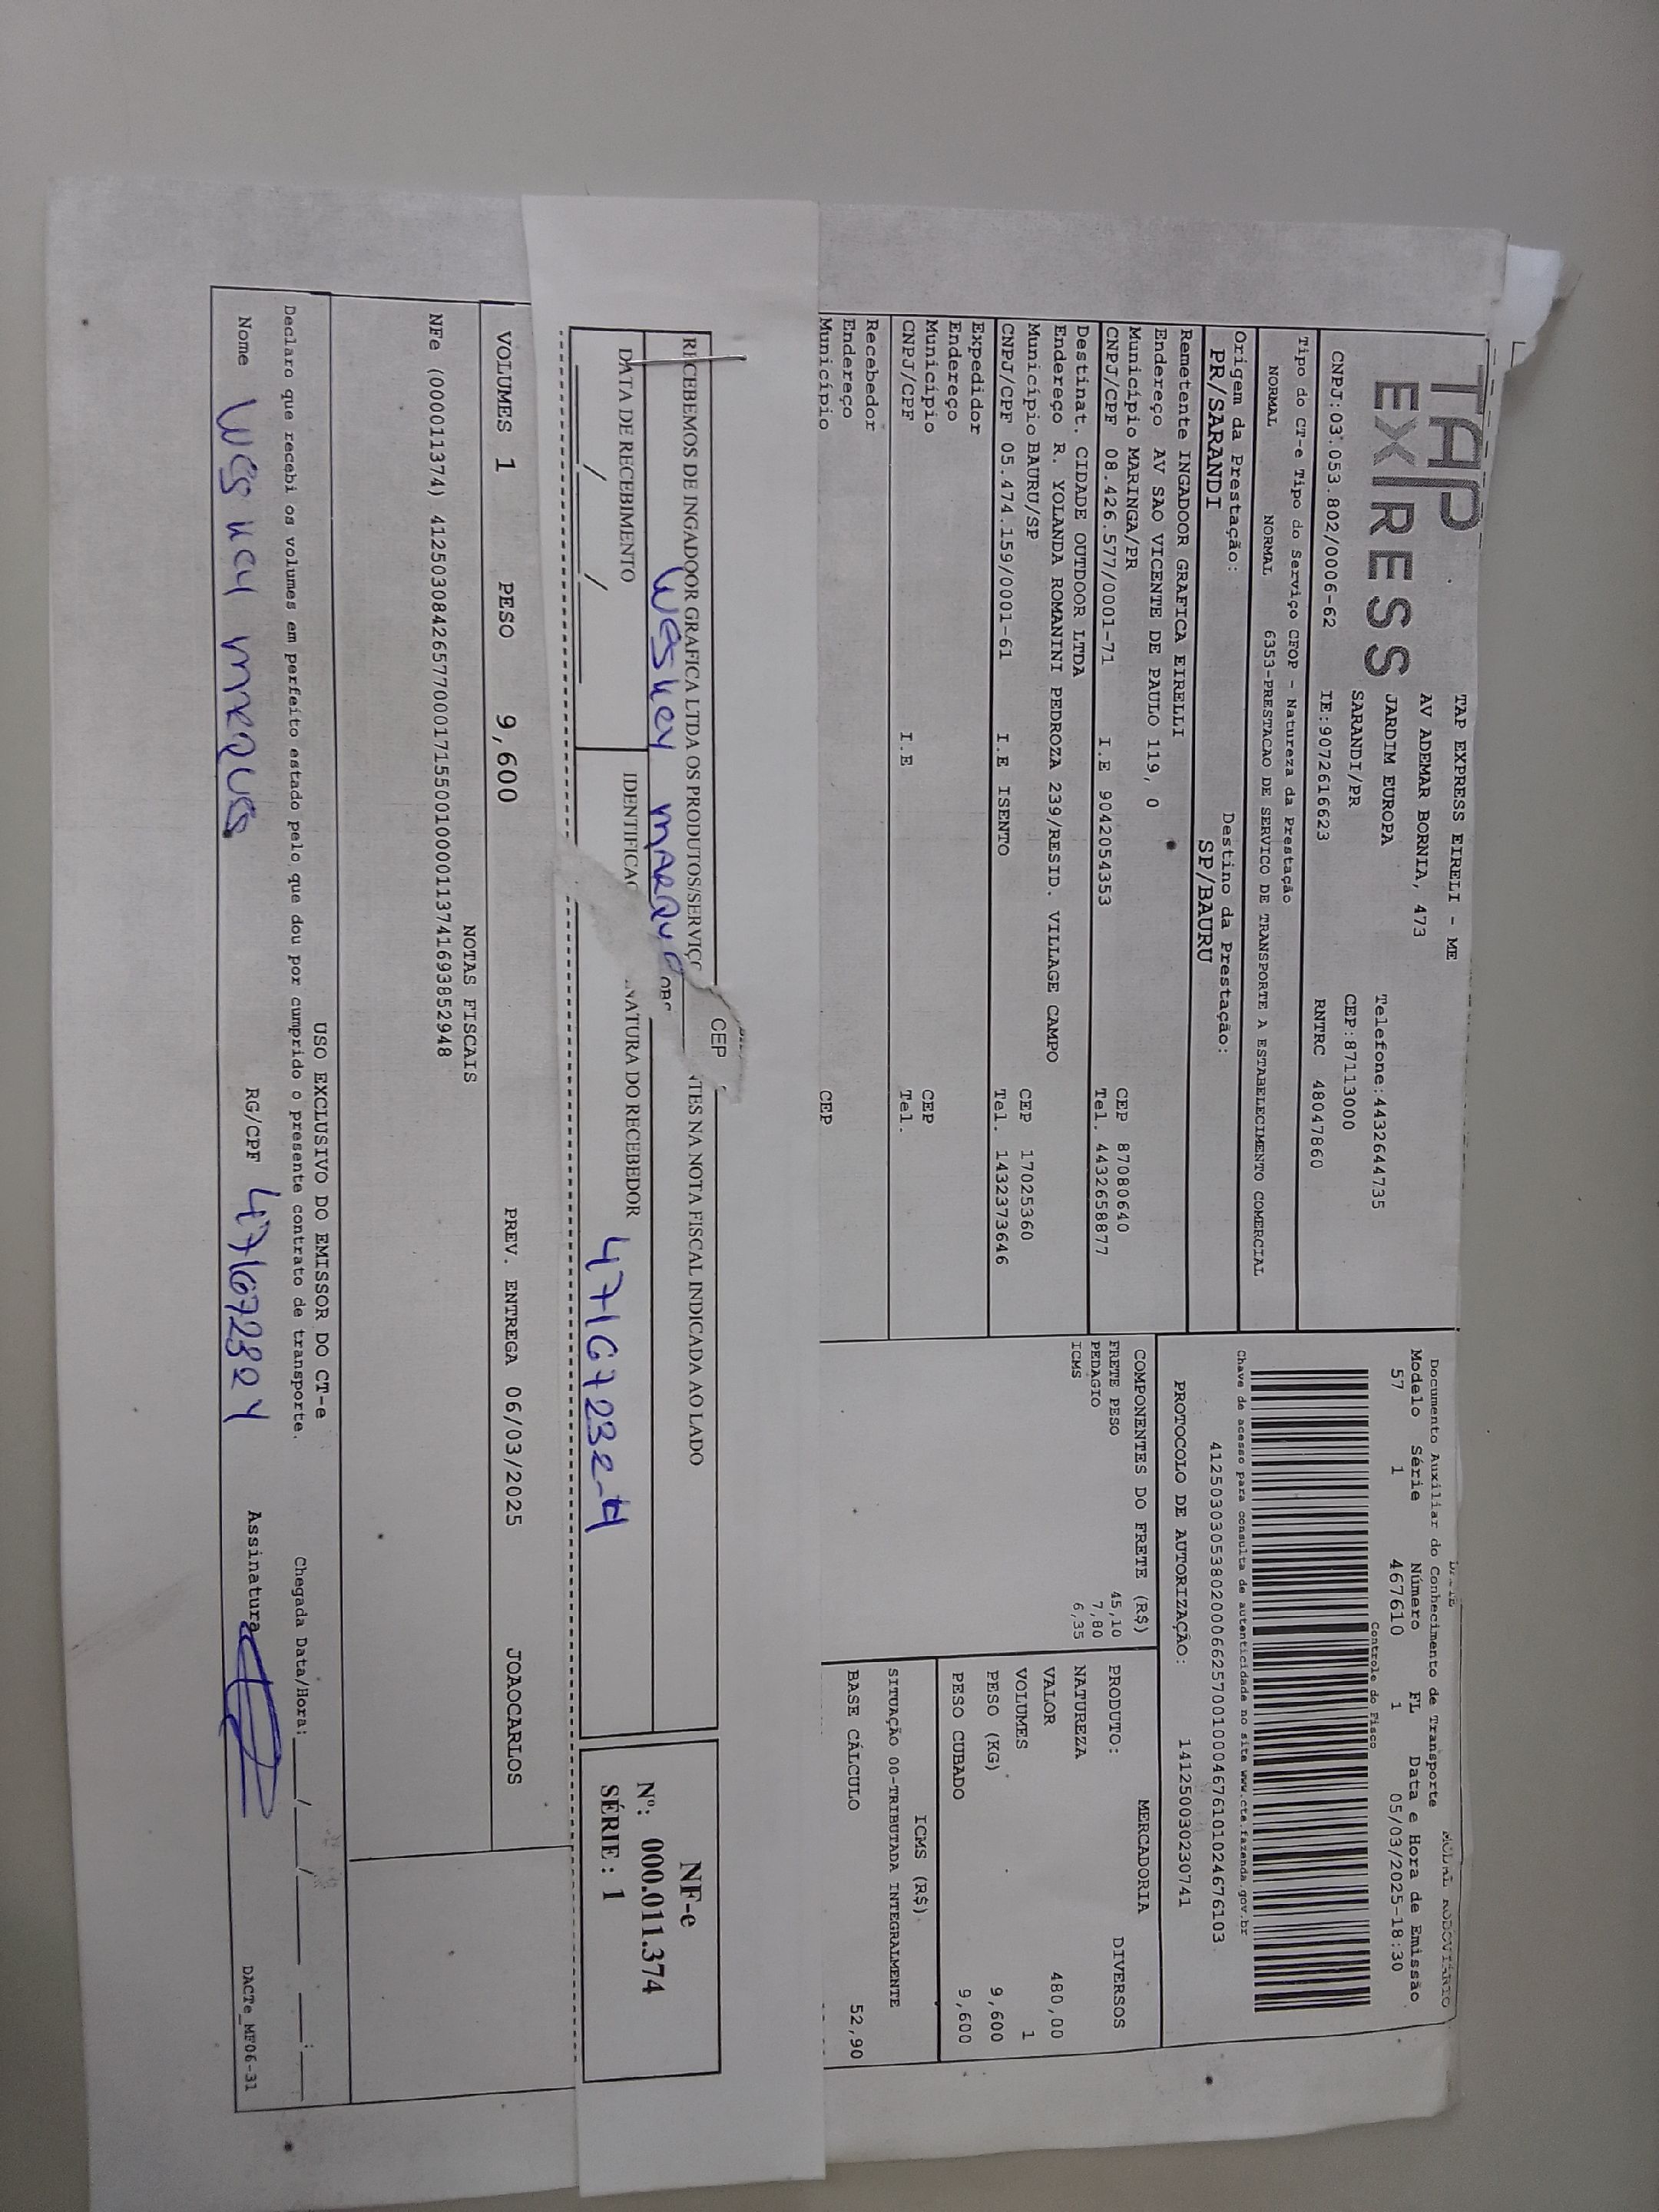 TAP
EXPRESS
TAP EXPRESS EIRELI - ME
AV ADEMAR BORNIA, 473
JARDIM EUROPA
SARANDI/PR
Telefone:4432644735
CEP:87113000
CNPJ:03.053.802/0006-62 IE:9072616623 RNTRC 48047860
Documento Auxiliar do Conhecimento de Transporte
Modelo Série Número FL Data e Hora de Emissão
57 1 467610 1 05/03/2025-18:30
Controle do Fisco
Chave de acesso para consulta de autenticidade no site www.cte.fazenda.gov.br
41250303053802000662570010004676101024676103
PROTOCOLO DE AUTORIZAÇÃO: 141250030230741
Tipo do CT-e Tipo do Serviço CFOP - Natureza da Prestação
NORMAL NORMAL 6353-PRESTACAO DE SERVICO DE TRANSPORTE A ESTABELECIMENTO COMERCIAL
Origem da Prestação: Destino da Prestação:
PR/SARANDI SP/BAURU
Remetente INGADOOR GRAFICA EIRELLI
Endereço AV SAO VICENTE DE PAULO 119, 0
Município MARINGA/PR CEP 87080640
CNPJ/CPF 08.426.577/0001-71 I.E 9042054353 Tel. 4432658877
Destinat. CIDADE OUTDOOR LTDA
Endereço R. YOLANDA ROMANINI PEDROZA 239/RESID. VILLAGE CAMPO
Município BAURU/SP CEP 17025360
CNPJ/CPF 05.474.159/0001-61 I.E ISENTO Tel. 1432373646
Expedidor
Endereço
Município CEP
CNPJ/CPF I.E Tel.
Recebedor
Endereço
Município CEP
COMPONENTES DO FRETE (R$)
FRETE PESO 45,10
PEDAGIO 7,80
ICMS 6,35
MERCADORIA
PRODUTO: DIVERSOS
NATUREZA
VALOR 480,00
VOLUMES 1
PESO (KG) 9,600
PESO CUBADO 9,600
ICMS (R$)
SITUAÇÃO 00-TRIBUTADA INTEGRALMENTE
BASE CÁLCULO 52,90
CEP
RECEBEMOS DE INGADOOR GRAFICA LTDA OS PRODUTOS/SERVIÇ NTES NA NOTA FISCAL INDICADA AO LADO
Weslley Marqu
DATA DE RECEBIMENTO IDENTIFICAÇ NATURA DO RECEBEDOR
/ / 47167232-4
NF-e
Nº: 000.011.374
SÉRIE : 1
VOLUMES 1 PESO 9,600 PREV. ENTREGA 06/03/2025 JOAOCARLOS
NOTAS FISCAIS
NFe (000011374) 41250308426577000171550010000113741693852948
USO EXCLUSIVO DO EMISSOR DO CT-e
Declaro que recebi os volumes em perfeito estado pelo que dou por cumprido o presente contrato de transporte. Chegada Data/Hora: / / :
Nome Weslley Marques RG/CPF 471672324 Assinatura
DACTe_MF06-31